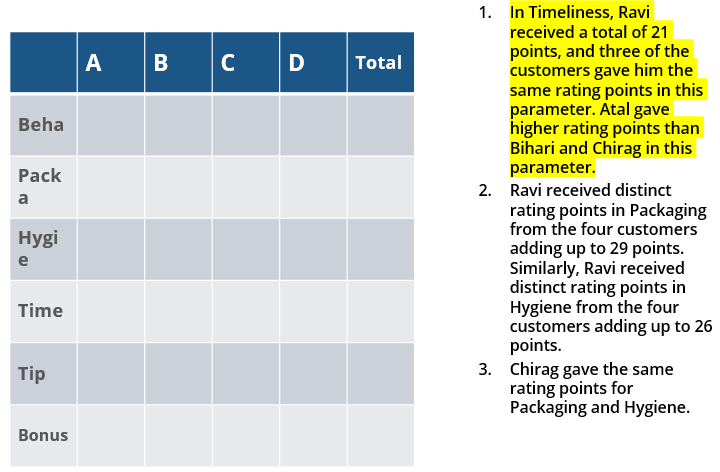 A B C D Total
Beha
Pack
a
Hygi
e
Time
Tip
Bonus
1. In Timeliness, Ravi
received a total of 21
points, and three of the
customers gave him the
same rating points in this
parameter. Atal gave
higher rating points than
Bihari and Chirag in this
parameter.
2. Ravi received distinct
rating points in Packaging
from the four customers
adding up to 29 points.
Similarly, Ravi received
distinct rating points in
Hygiene from the four
customers adding up to 26
points.
3. Chirag gave the same
rating points for
Packaging and Hygiene.